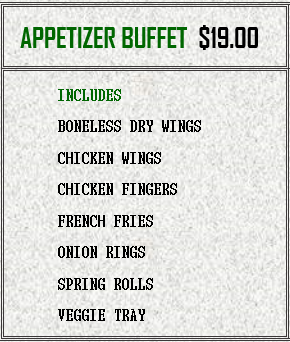 APPETIZER BUFFET $19.00
INCLUDES
BONELESS DRY WINGS
CHICKEN WINGS
CHICKEN FINGERS
FRENCH FRIES
ONION RINGS
SPRING ROLLS
VEGGIE TRAY